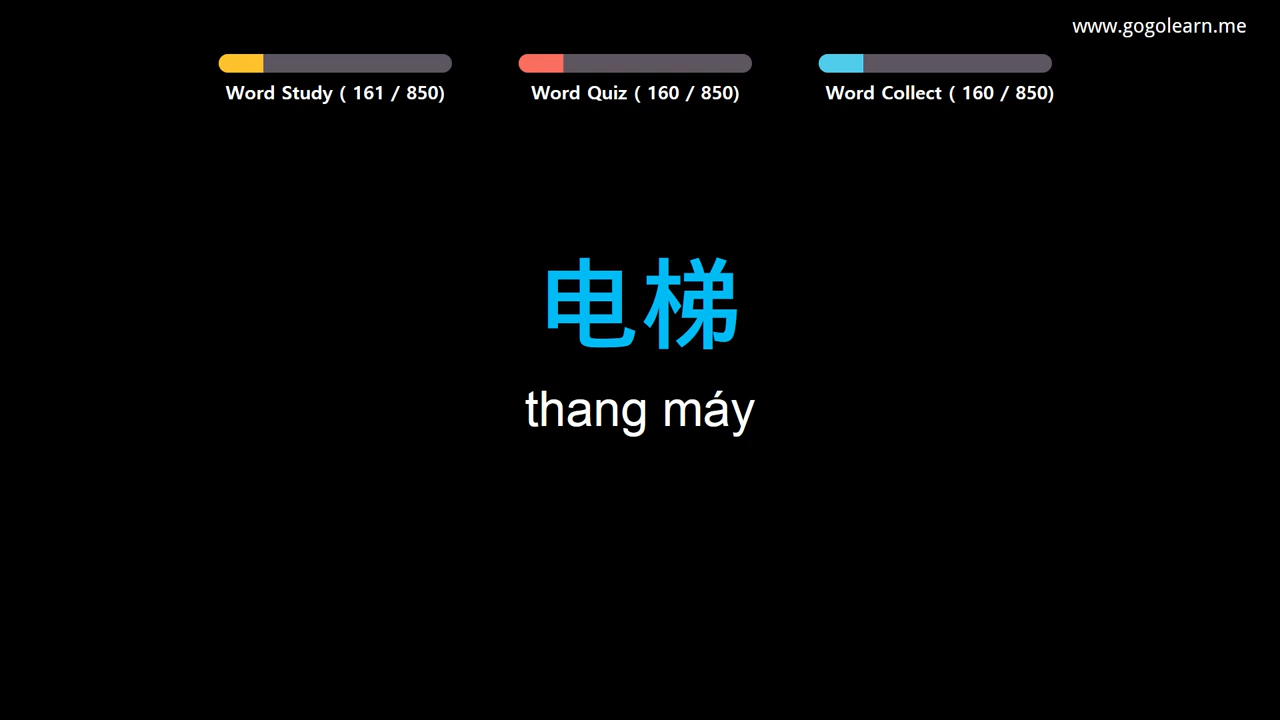 www.gogolearn.me
Word Study ( 161 / 850)
Word Quiz ( 160 / 850)
Word Collect ( 160 / 850)
电梯
thang máy